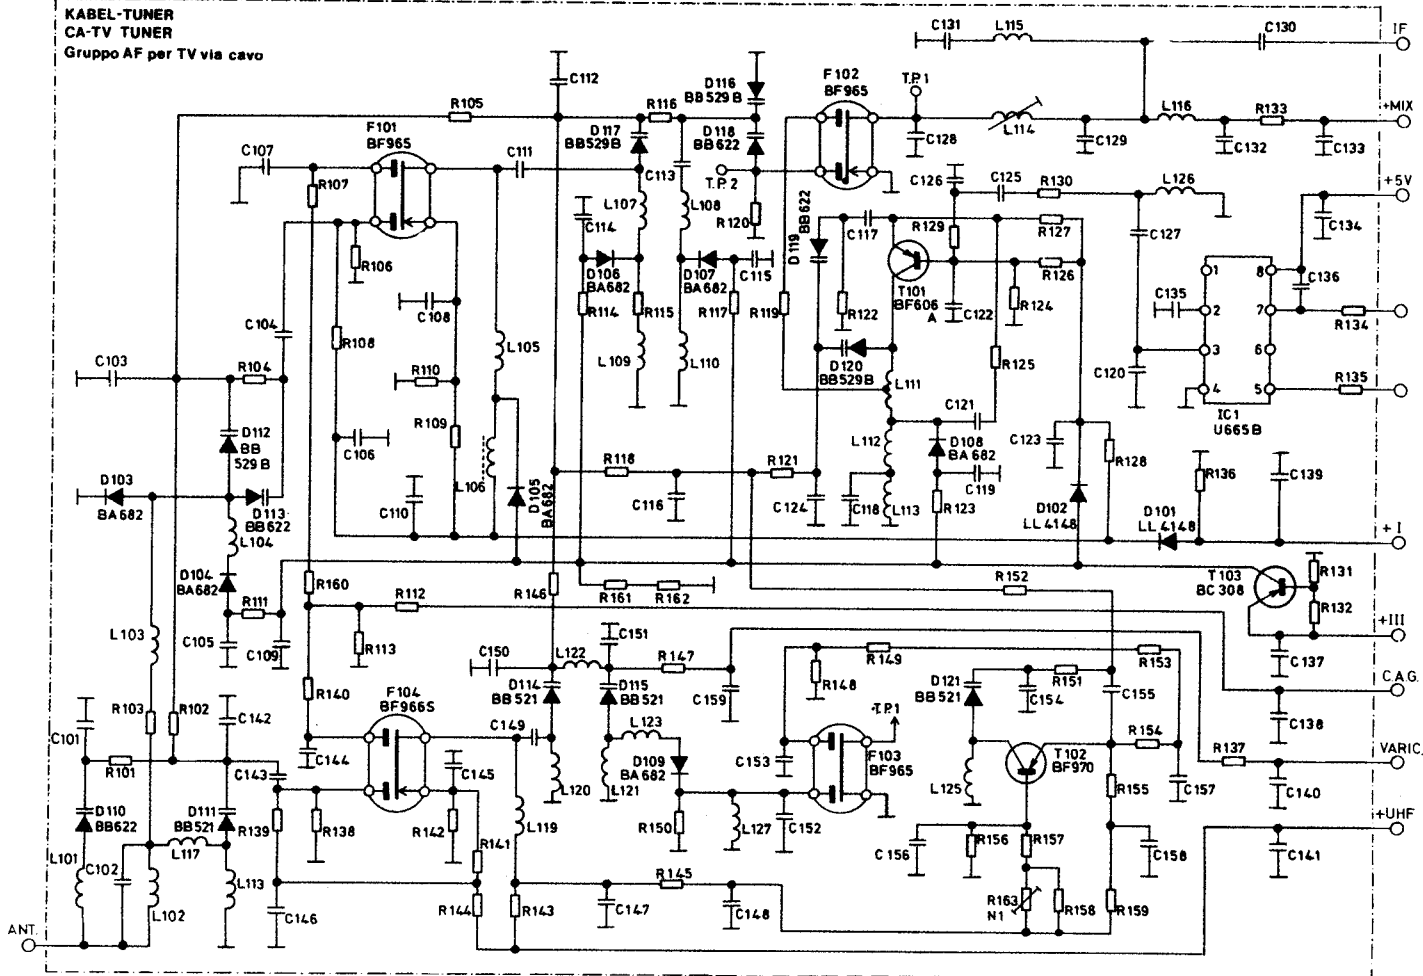 KABEL-TUNER
CA-TV TUNER
Gruppo AF per TV via cavo
C131
L115
C130
IF
C112
D116
BB529B
F102
BF965
T.P.1
+MIX
R105
R116
L114
L116
R133
C128
C129
C132
C133
F101
BF965
D117
BB529B
D118
BB622
C107
C111
C113
T.P.2
C126
C125
R130
L126
+5V
R107
L107
L108
R120
C114
D119
BB622
C117
R129
R127
C127
C134
R106
D106
BA682
D107
BA682
C115
T101
BF606
A
R126
1
8
C136
C108
R114
R115
R117
R119
R122
C122
R124
C135
2
7
R134
C104
R108
L105
L109
L110
D120
BB529B
R125
C120
3
6
C103
R104
R110
L111
4
5
R135
IC1
U665B
R109
C121
D112
BB
529B
C106
L112
D108
BA682
C123
R128
R118
R121
D103
BA682
L106
D105
BA682
C116
C124
C118
L113
C119
R123
R136
C139
D113
BB622
C110
D102
LL4148
D101
LL4148
+I
L104
D104
BA682
R160
R146
R161
R162
R152
T103
BC308
R131
R111
R112
R132
+III
L103
C105
C109
R113
C151
C150
L122
R147
R149
R153
C137
R140
D114
BB521
D115
BB521
C159
R148
D121
BB521
C154
R151
C155
C.A.G.
R103
R102
C142
F104
BF966S
C149
L123
T.P.1
C138
C101
R101
C143
C144
C145
D109
BA682
C153
F103
BF965
T102
BF970
R154
R137
VARIC.
L120
L121
L125
R155
C157
C140
D110
BB622
D111
BB521
R139
R138
R142
L119
R150
L127
C152
+UHF
R141
C156
R156
R157
C158
C141
L101
C102
L117
L102
L113
R145
R163
N1
R158
R159
C146
R144
R143
C147
C148
ANT.